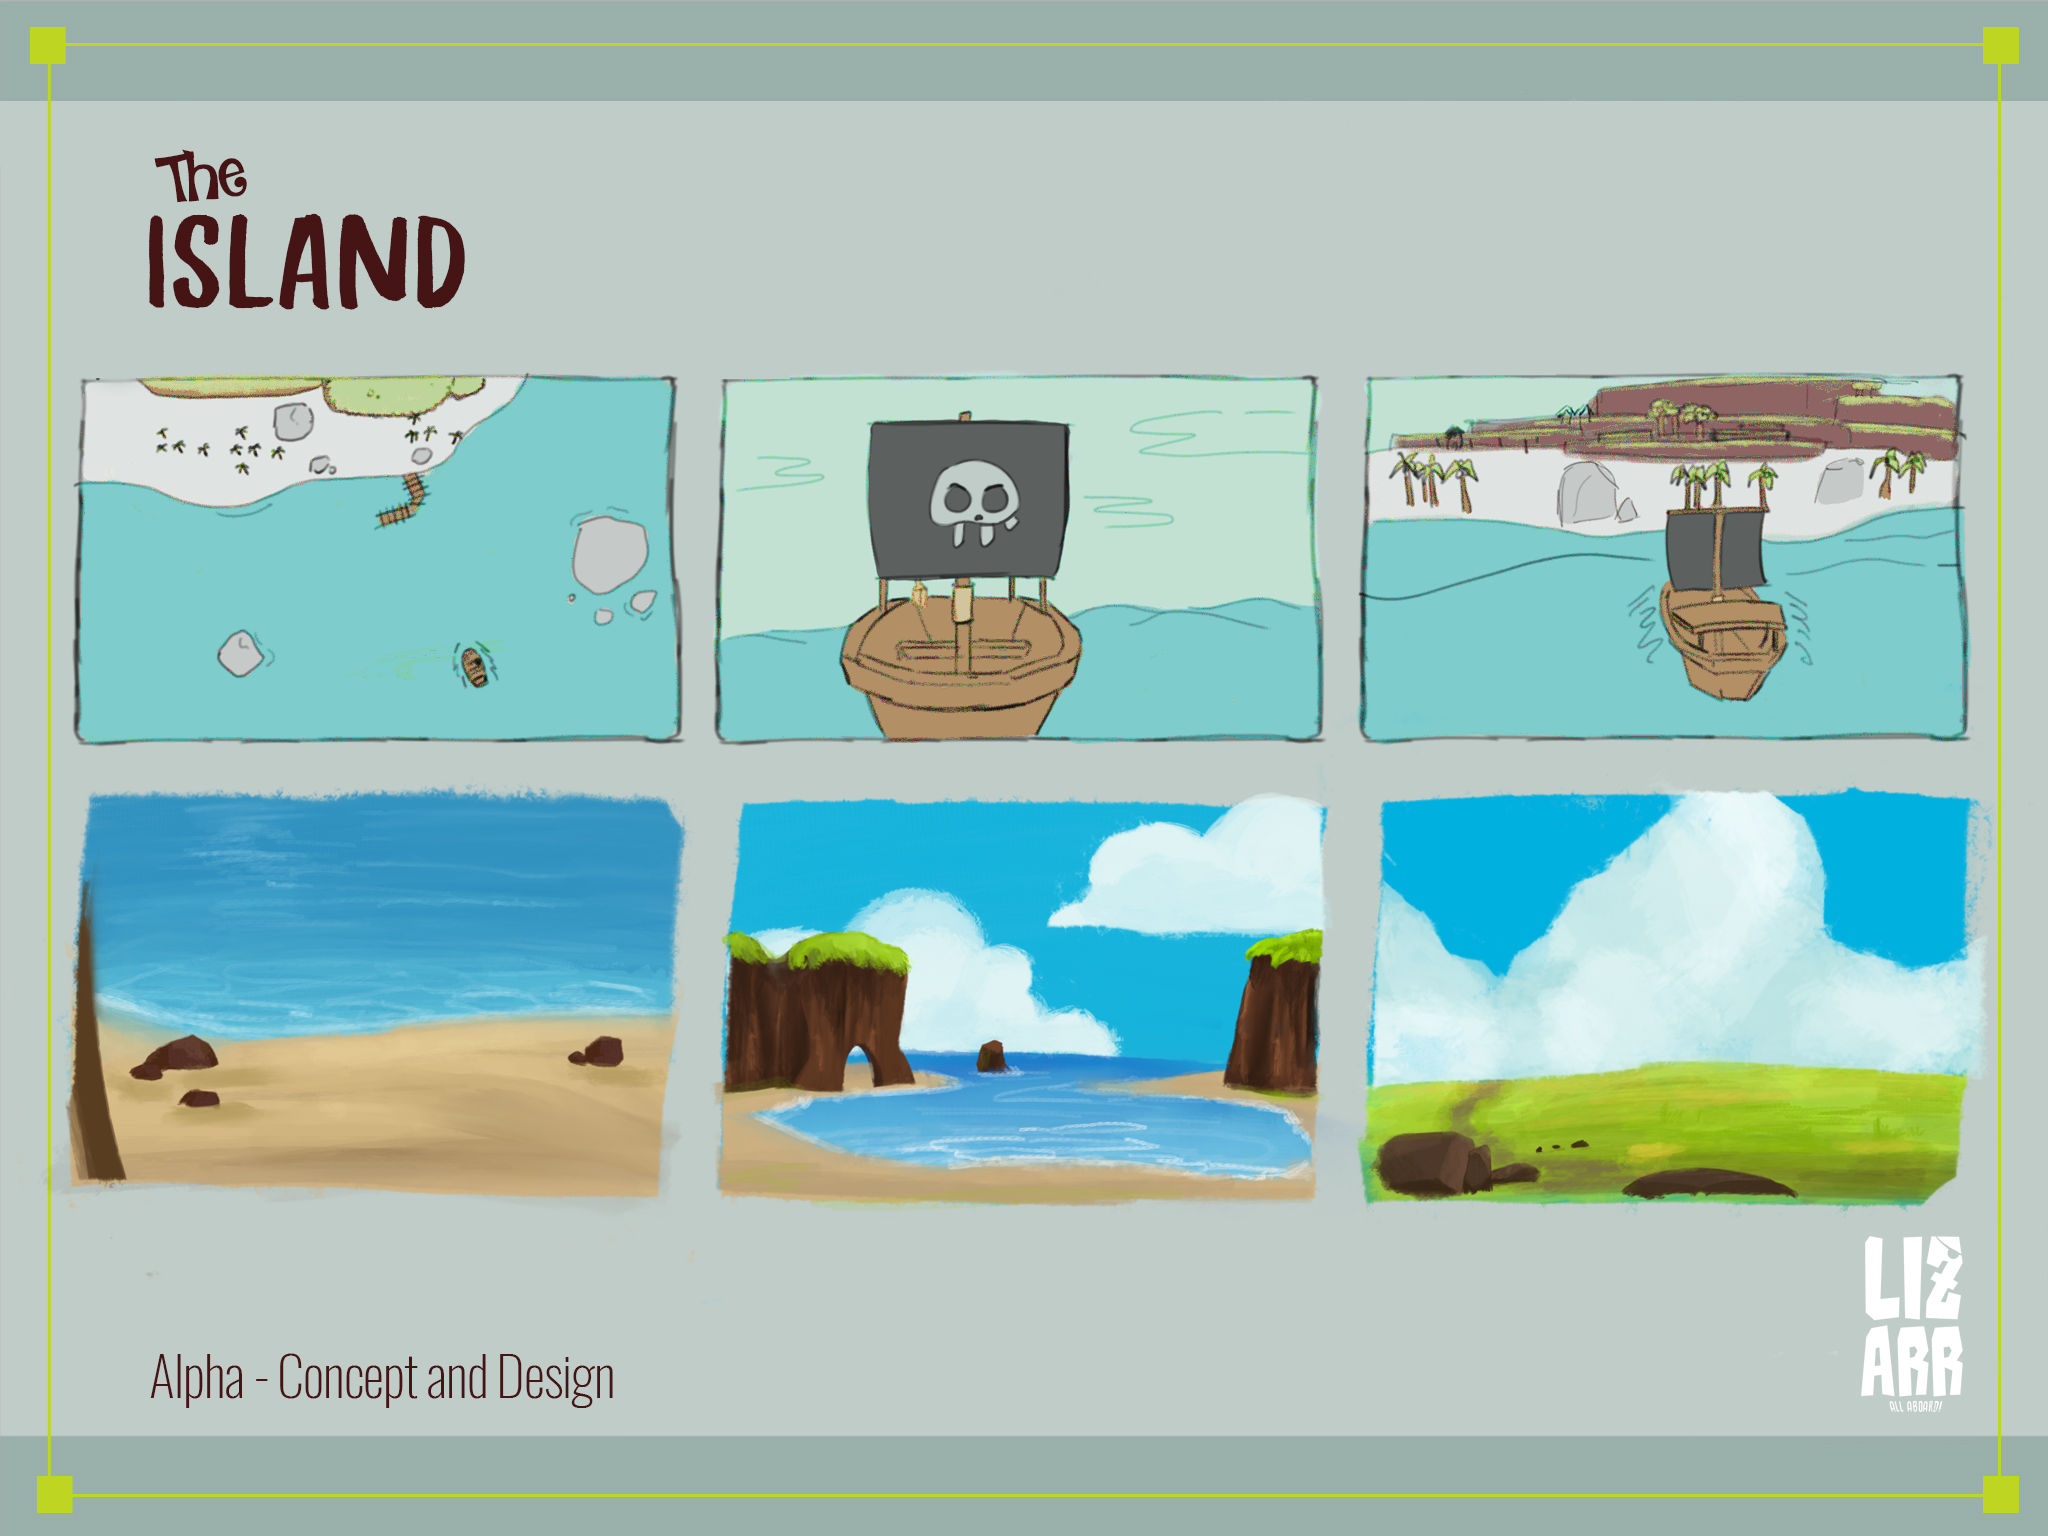 The
ISLAND
Alpha - Concept and Design
LIZ
ARR
ALL ABOARD!